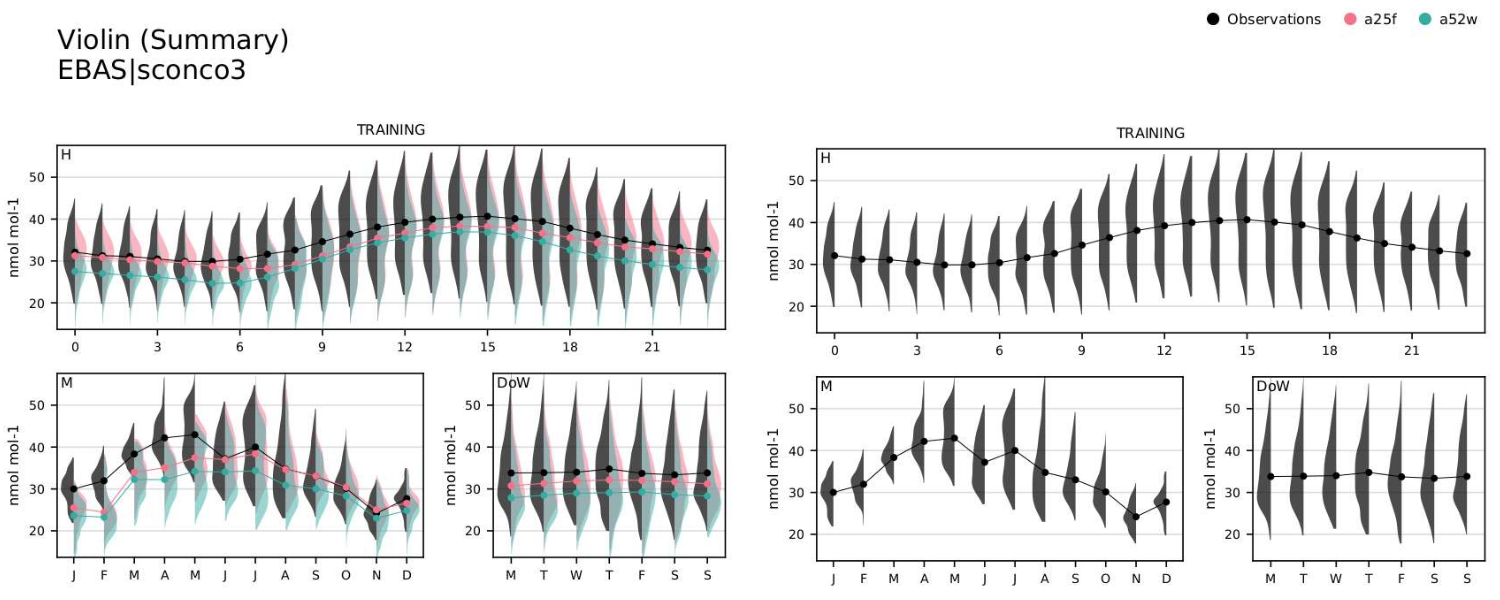 Observations a25f a52w
Violin (Summary)
EBAS|sconco3
TRAINING
H
nmol mol-1
50
40
30
20
0 3 6 9 12 15 18 21
M
nmol mol-1
50
40
30
20
J F M A M J J A S O N D
DoW
nmol mol-1
50
40
30
20
M T W T F S S
TRAINING
H
nmol mol-1
50
40
30
20
0 3 6 9 12 15 18 21
M
nmol mol-1
50
40
30
20
J F M A M J J A S O N D
DoW
nmol mol-1
50
40
30
20
M T W T F S S